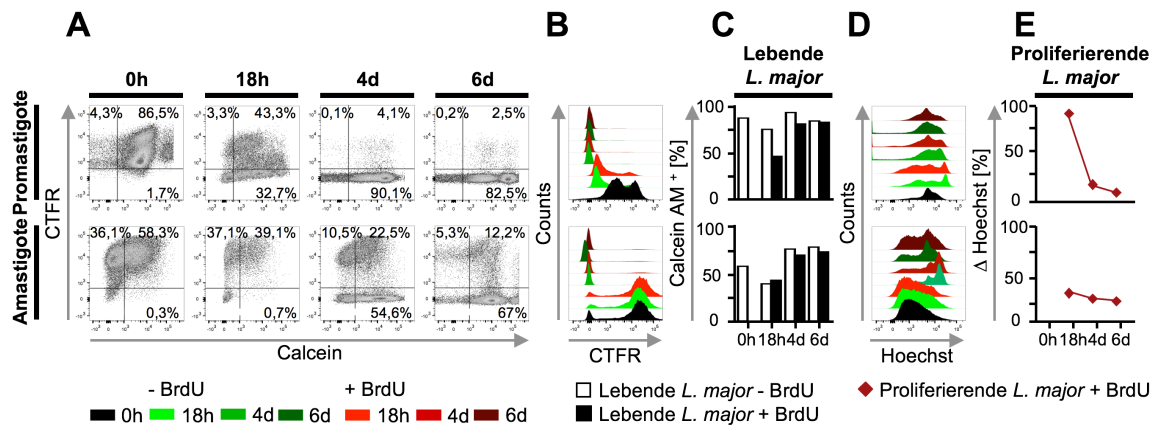 A
B
C
D
E
0h
18h
4d
6d
Lebende
L. major
Proliferierende
L. major
Promastigote
Amastigote
CTFR
4,3% 86,5%
1,7%
3,3% 43,3%
32,7%
0,1% 4,1%
90,1%
0,2% 2,5%
82,5%
36,1% 58,3%
0,3%
37,1% 39,1%
0,7%
10,5% 22,5%
54,6%
5,3% 12,2%
67%
Calcein
Counts
CTFR
Calcein AM + [%]
100
50
0
100
50
0
0h 18h 4d 6d
Counts
Hoechst
Δ Hoechst [%]
100
50
0
100
50
0
0h 18h 4d 6d
- BrdU + BrdU
0h 18h 4d 6d 18h 4d 6d
Lebende L. major - BrdU
Lebende L. major + BrdU
Proliferierende L. major + BrdU